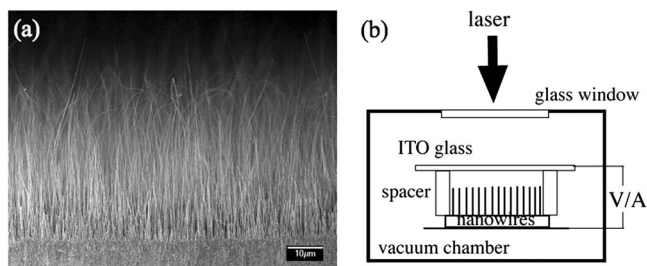 (a)
10μm
(b)
laser
glass window
ITO glass
spacer
V/A
nanowires
vacuum chamber